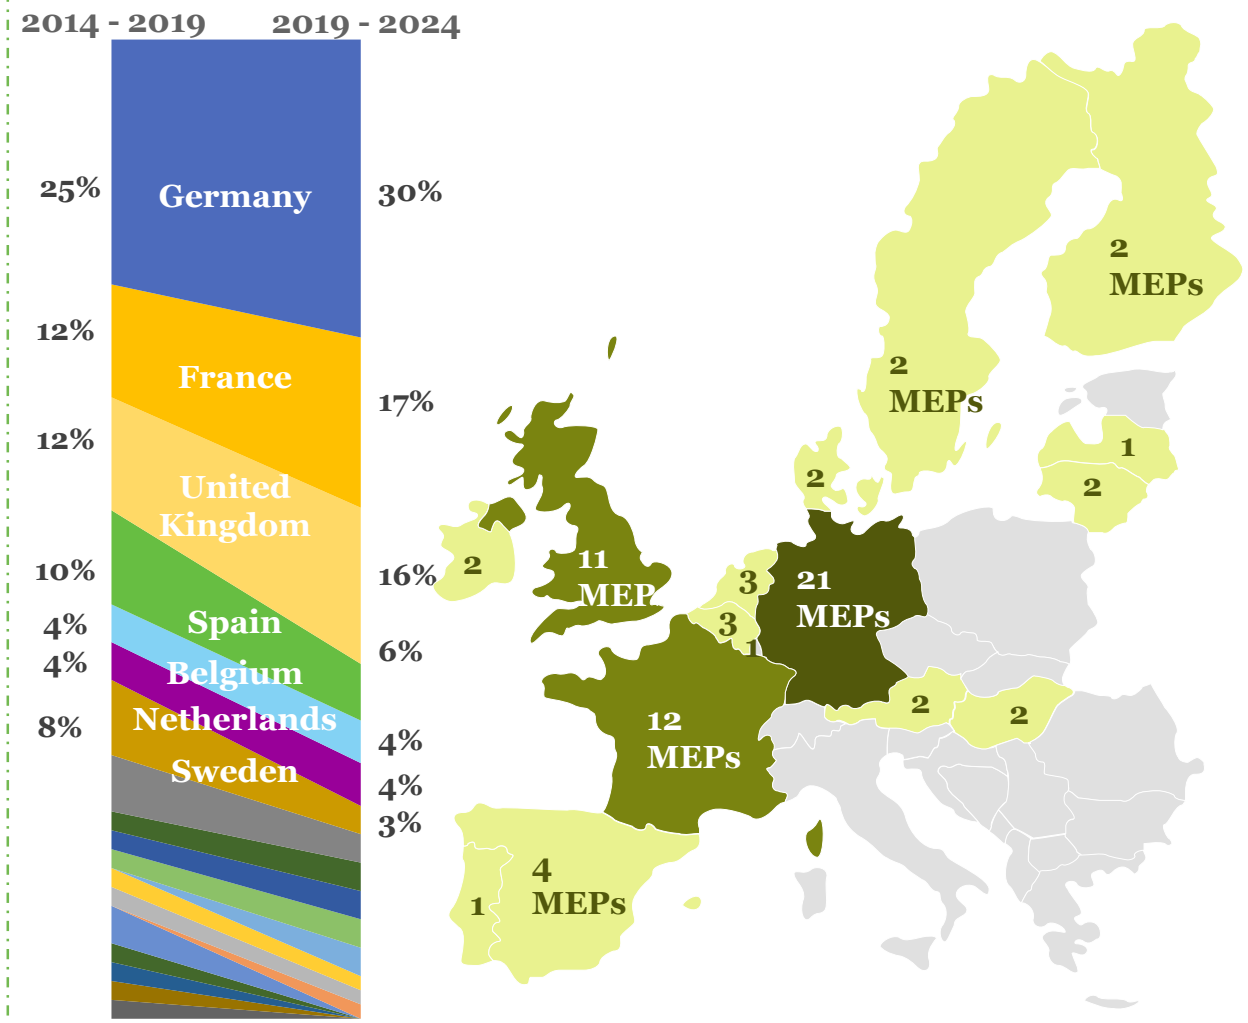 2014 - 2019
2019 - 2024
25%
Germany
30%
12%
France
17%
12%
United
Kingdom
16%
10%
Spain
6%
4%
Belgium
4%
4%
Netherlands
4%
8%
Sweden
3%
2
MEPs
2
MEPs
1
2
2
2
11
MEP
3
3
1
21
MEPs
2
2
12
MEPs
4
MEPs
1